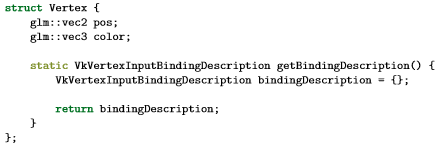 struct Vertex {
    glm::vec2 pos;
    glm::vec3 color;

    static VkVertexInputBindingDescription getBindingDescription() {
        VkVertexInputBindingDescription bindingDescription = {};

        return bindingDescription;
    }
};